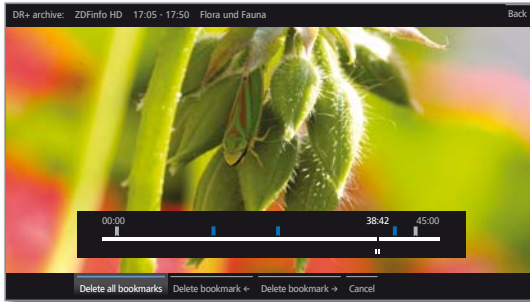 DR+ archive: ZDFinfo HD 17:05 - 17:50 Flora und Fauna Back
00:00 38:42 45:00
Delete all bookmarks Delete bookmark ← Delete bookmark → Cancel